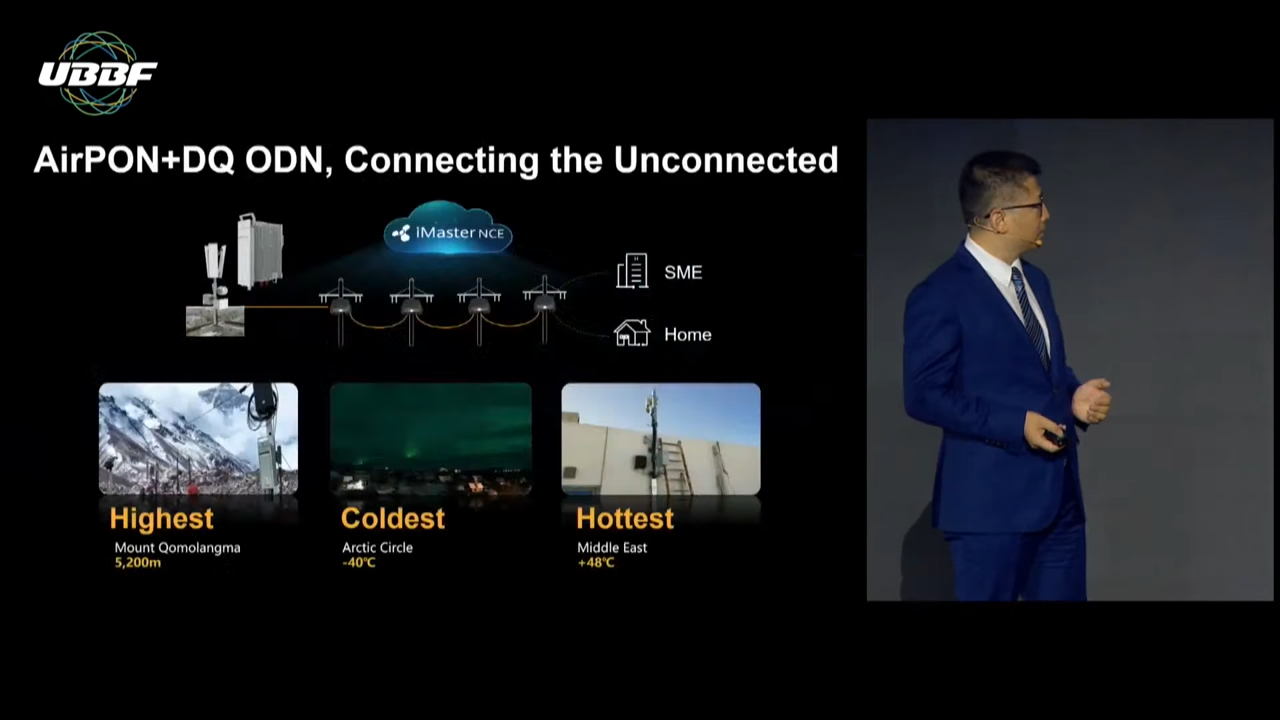 UBBF
AirPON+DQ ODN, Connecting the Unconnected
iMaster NCE
SME
Home
Highest
Mount Qomolangma
5,200m
Coldest
Arctic Circle
-40℃
Hottest
Middle East
+48℃